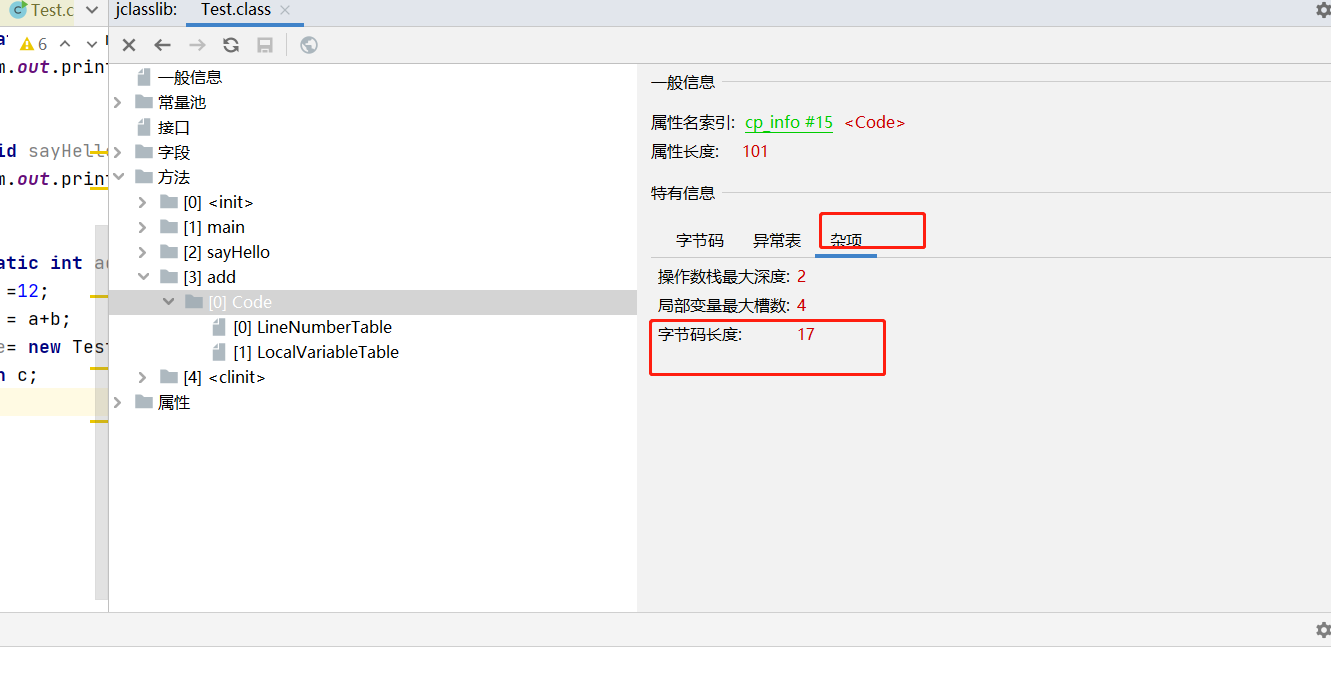 Test.c
jclasslib:
Test.class
6
m.out.print
id sayHello
m.out.print
atic int a
=12;
= a+b;
e= new Test
n c;
一般信息
常量池
接口
字段
方法
[0] <init>
[1] main
[2] sayHello
[3] add
[0] Code
[0] LineNumberTable
[1] LocalVariableTable
[4] <clinit>
属性
一般信息
属性名索引: cp_info #15 <Code>
属性长度: 101
特有信息
字节码 异常表 杂项
操作数栈最大深度: 2
局部变量最大槽数: 4
字节码长度: 17